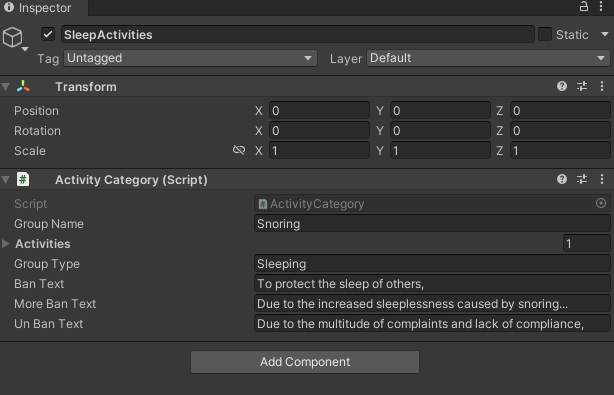 Inspector
SleepActivities
Static
Tag Untagged Layer Default
Transform
Position X 0 Y 0 Z 0
Rotation X 0 Y 0 Z 0
Scale X 1 Y 1 Z 1
# Activity Category (Script)
Script # ActivityCategory
Group Name Snoring
Activities 1
Group Type Sleeping
Ban Text To protect the sleep of others,
More Ban Text Due to the increased sleeplessness caused by snoring...
Un Ban Text Due to the multitude of complaints and lack of compliance,
Add Component